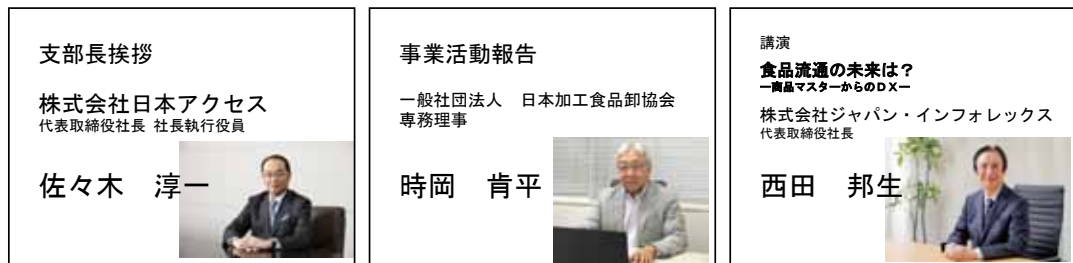 支部長挨拶
株式会社日本アクセス
代表取締役社長 社長執行役員
佐々木　淳一
事業活動報告
一般社団法人　日本加工食品卸協会
専務理事
時岡　肯平
講演
食品流通の未来は？
ー商品マスターからのＤＸー
株式会社ジャパン・インフォレックス
代表取締役社長
西田　邦生